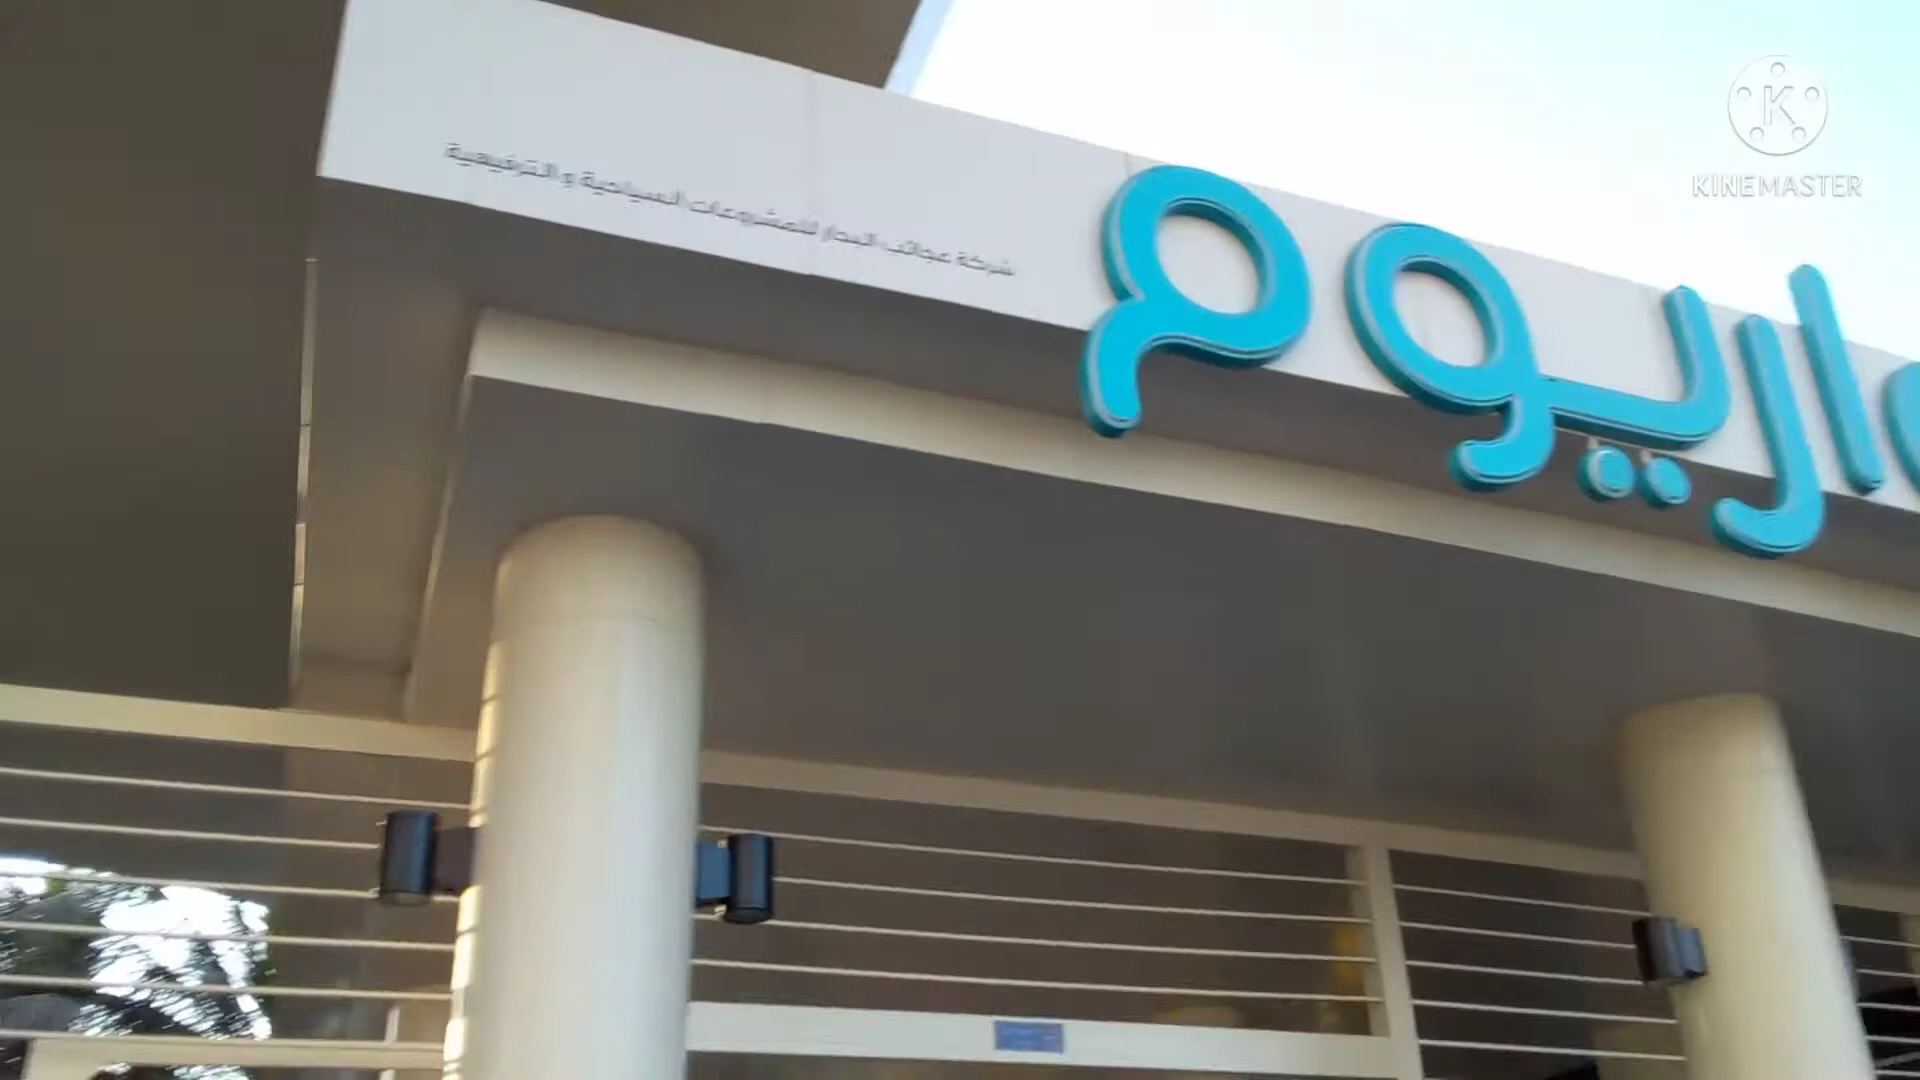 اريوم
شركة عجائب البحار للمشروعات السياحية و الترفيهية
KINEMASTER